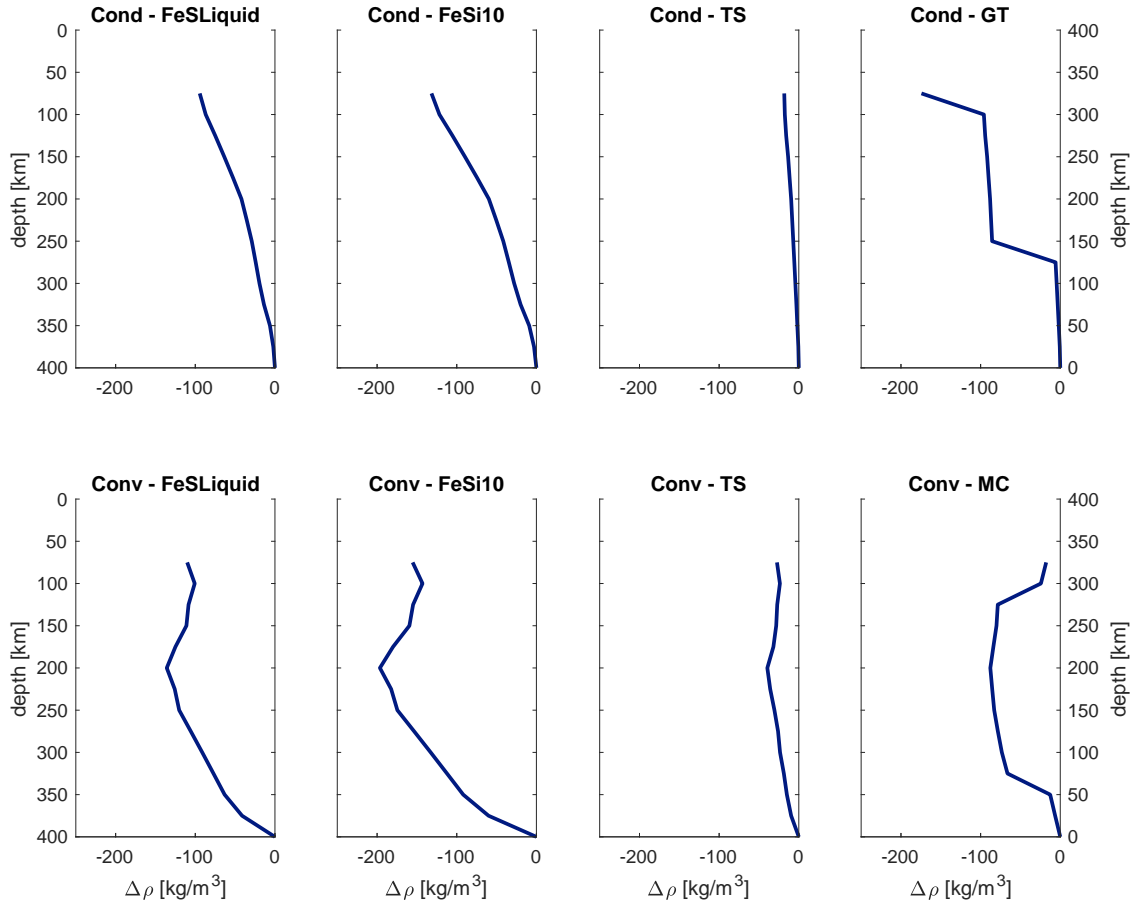 Cond - FeSLiquid
Cond - FeSi10
Cond - TS
Cond - GT
0
50
100
150
200
250
300
350
400
depth [km]
400
350
300
250
200
150
100
50
0
depth [km]
-200 -100 0
-200 -100 0
-200 -100 0
-200 -100 0
Conv - FeSLiquid
Conv - FeSi10
Conv - TS
Conv - MC
0
50
100
150
200
250
300
350
400
depth [km]
400
350
300
250
200
150
100
50
0
depth [km]
-200 -100 0
-200 -100 0
-200 -100 0
-200 -100 0
Δ ρ [kg/m³]
Δ ρ [kg/m³]
Δ ρ [kg/m³]
Δ ρ [kg/m³]